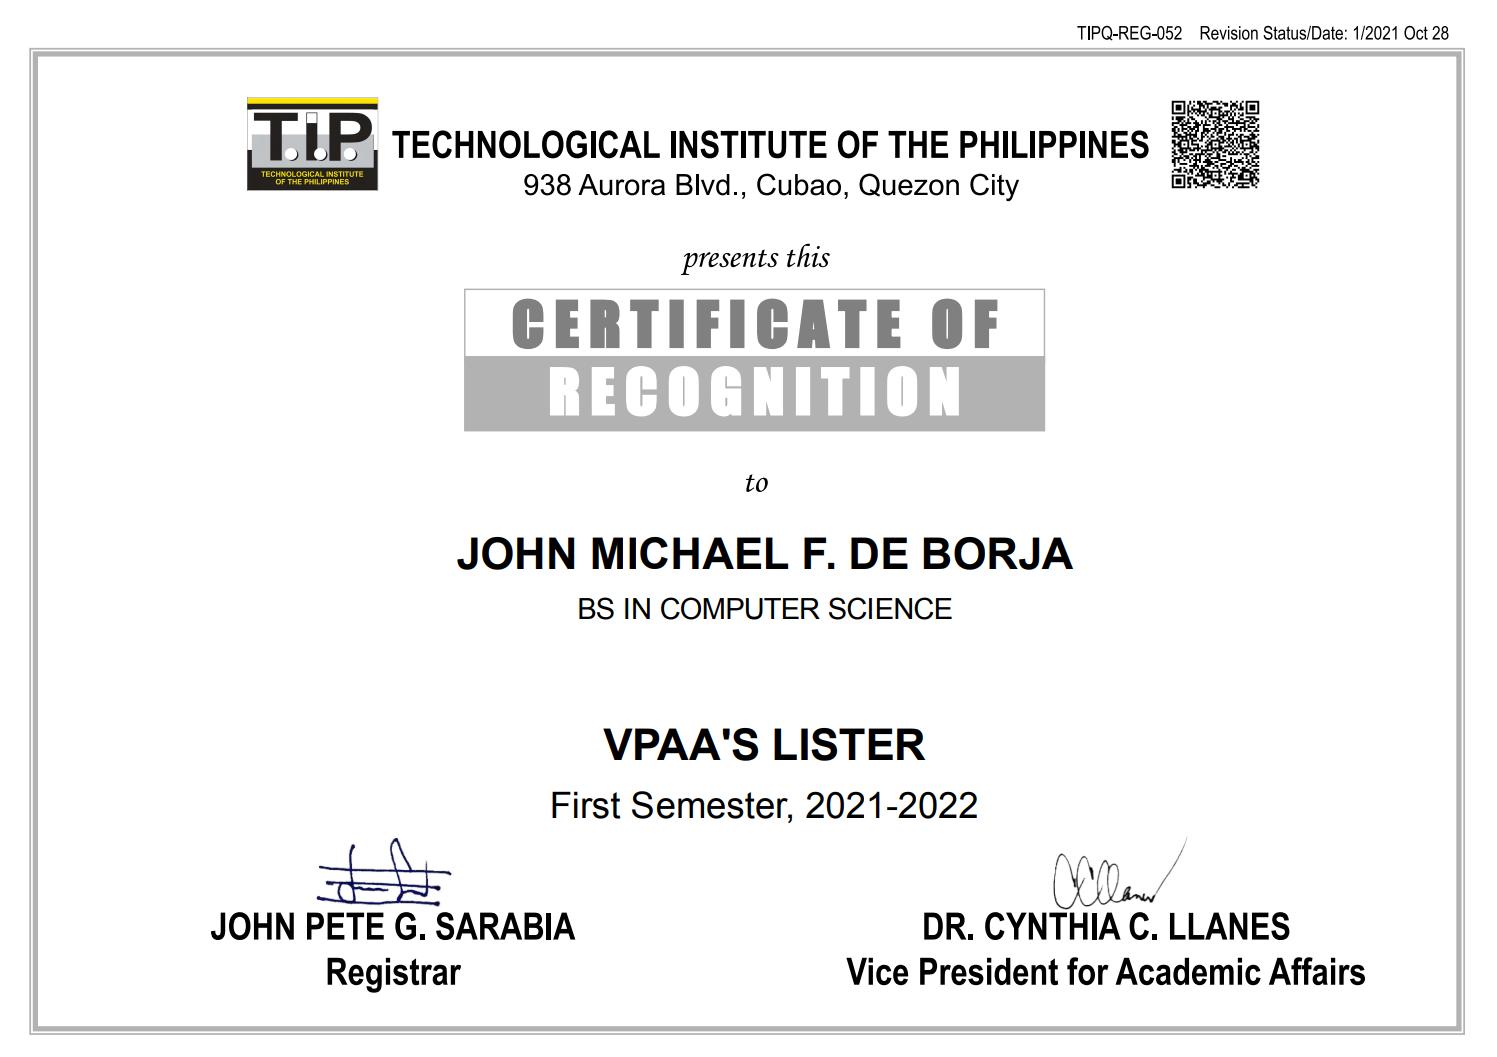 TIPQ-REG-052 Revision Status/Date: 1/2021 Oct 28
T.i.P.
TECHNOLOGICAL INSTITUTE
OF THE PHILIPPINES
TECHNOLOGICAL INSTITUTE OF THE PHILIPPINES
938 Aurora Blvd., Cubao, Quezon City
presents this
CERTIFICATE OF
RECOGNITION
to
JOHN MICHAEL F. DE BORJA
BS IN COMPUTER SCIENCE
VPAA'S LISTER
First Semester, 2021-2022
JOHN PETE G. SARABIA
Registrar
DR. CYNTHIA C. LLANES
Vice President for Academic Affairs